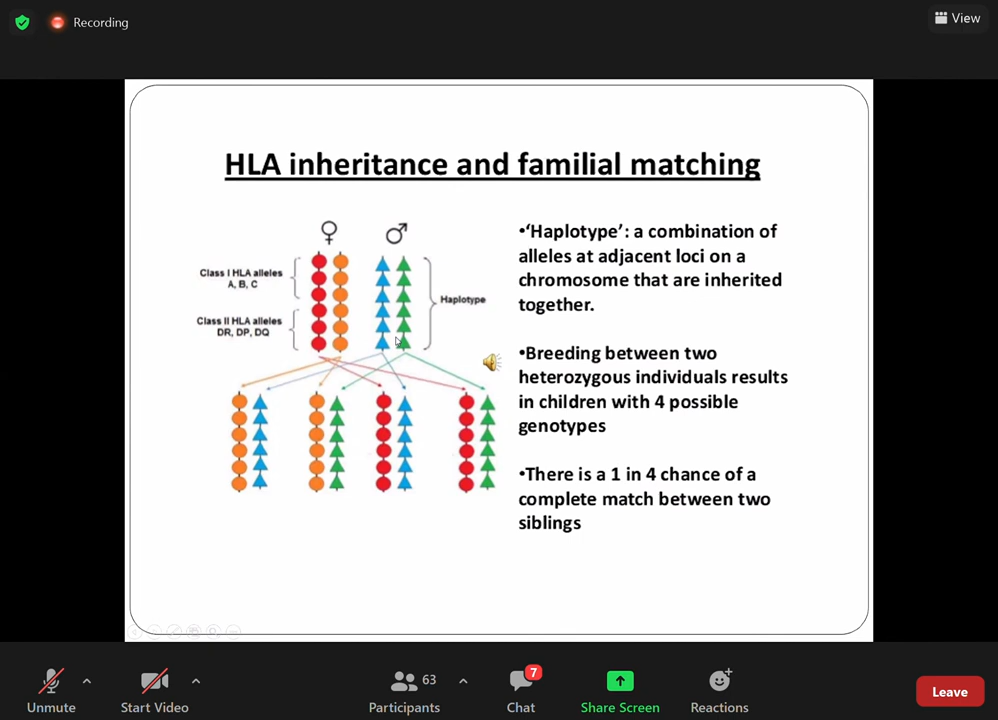 Recording
View
HLA inheritance and familial matching
Class I HLA alleles
A, B, C
Class II HLA alleles
DR, DP, DQ
Haplotype
•‘Haplotype’: a combination of
alleles at adjacent loci on a
chromosome that are inherited
together.
•Breeding between two
heterozygous individuals results
in children with 4 possible
genotypes
•There is a 1 in 4 chance of a
complete match between two
siblings
Unmute
Start Video
63
Participants
7
Chat
Share Screen
Reactions
Leave